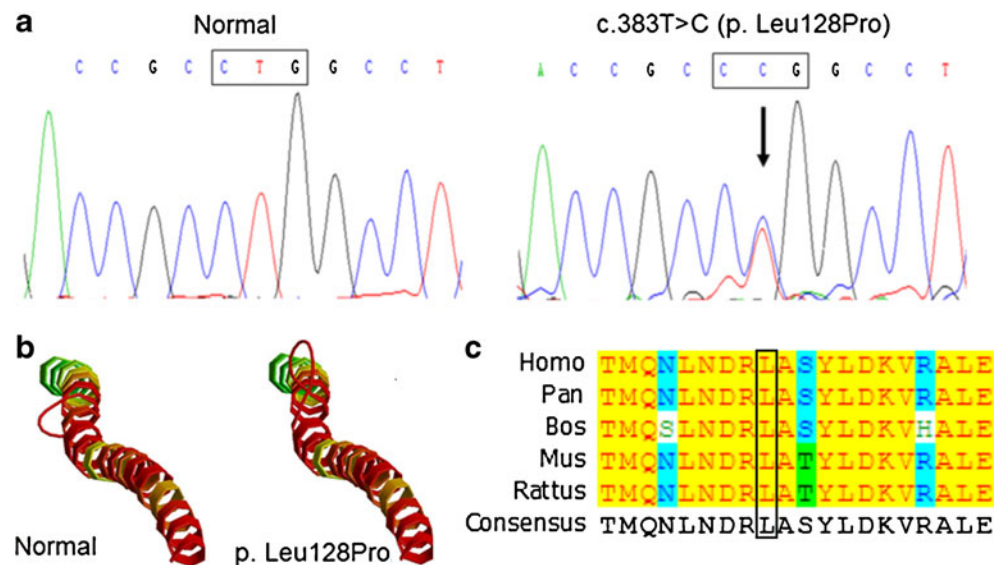 a
Normal
c.383T>C (p. Leu128Pro)
C C G C C T G G C C T
A C C G C C C G G C C T
b
Normal
p. Leu128Pro
c
Homo TMQNLNDRLASYLDKVRALE
Pan TMQNLNDRLASYLDKVRALE
Bos TMQSLNDRLASYLDKVHALE
Mus TMQNLNDRLATYLDKVRALE
Rattus TMQNLNDRLATYLDKVRALE
Consensus TMQNLNDRLASYLDKVRALE